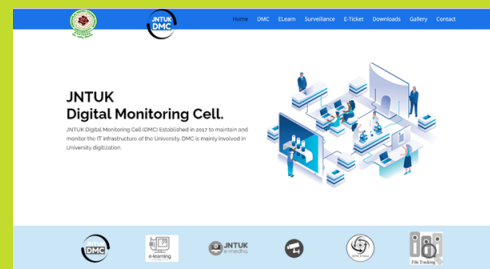 JNTUK
DMC
Home DMC ELearn Surveillance E-Ticket Downloads Gallery Contact
JNTUK
Digital Monitoring Cell.
JNTUK Digital Monitoring Cell (DMC) Established in 2017 to maintain and
monitor the IT Infrastructure of the University. DMC is mainly involved in
University digitization.
JNTUK
DMC
e-learning
JNTUK
e-media
File Tracking